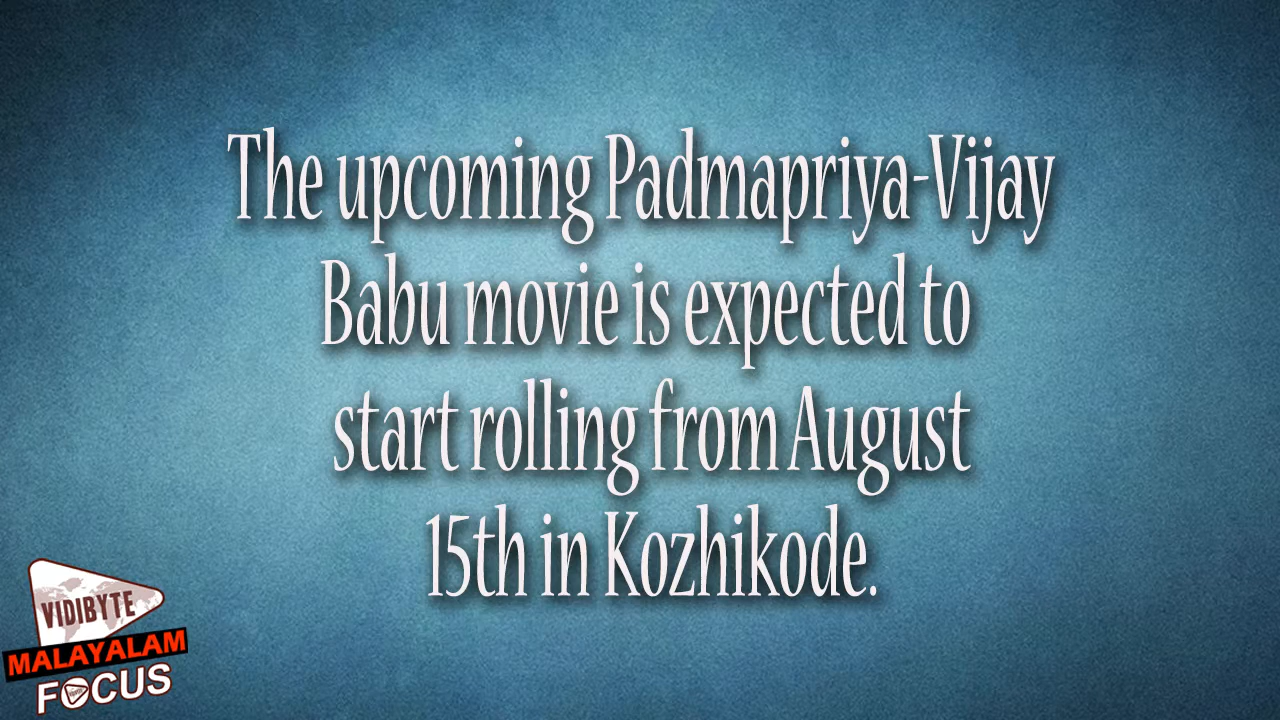 The upcoming Padmapriya-Vijay
Babu movie is expected to
start rolling from August
15th in Kozhikode.
VIDIBYTE
MALAYALAM
FOCUS